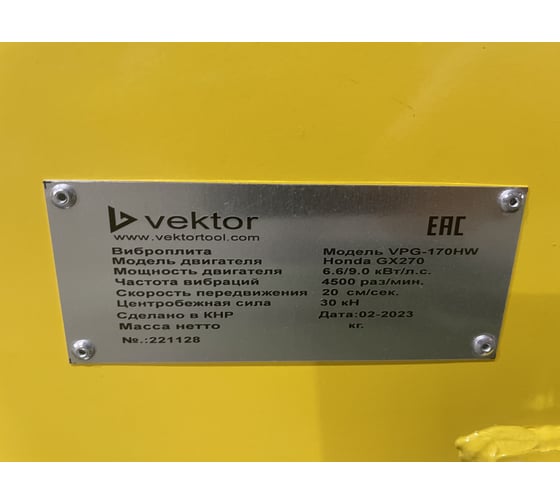 vektor
EAC
www.vektortool.com
Виброплита Модель VPG-170HW
Модель двигателя Honda GX270
Мощность двигателя 6.6/9.0 кВт/л.с.
Частота вибраций 4500 раз/мин.
Скорость передвижения 20 см/сек.
Центробежная сила 30 кН
Сделано в КНР Дата:02-2023
Масса нетто кг.
№.:221128